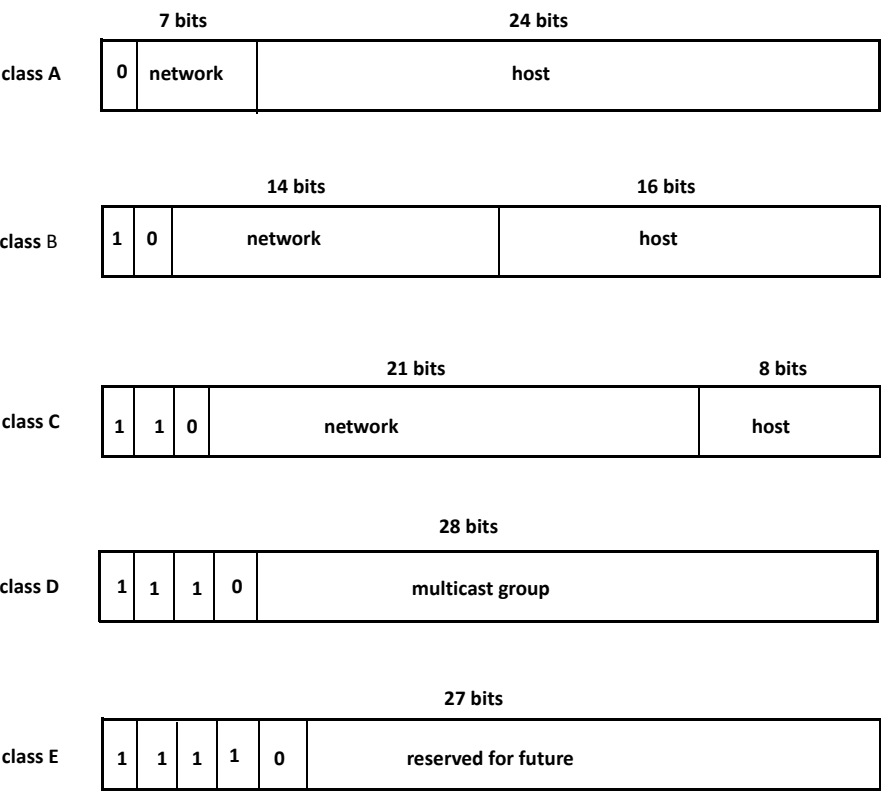 7 bits 24 bits
class A 0 network host
14 bits 16 bits
class B 1 0 network host
21 bits 8 bits
class C 1 1 0 network host
28 bits
class D 1 1 1 0 multicast group
27 bits
class E 1 1 1 1 0 reserved for future